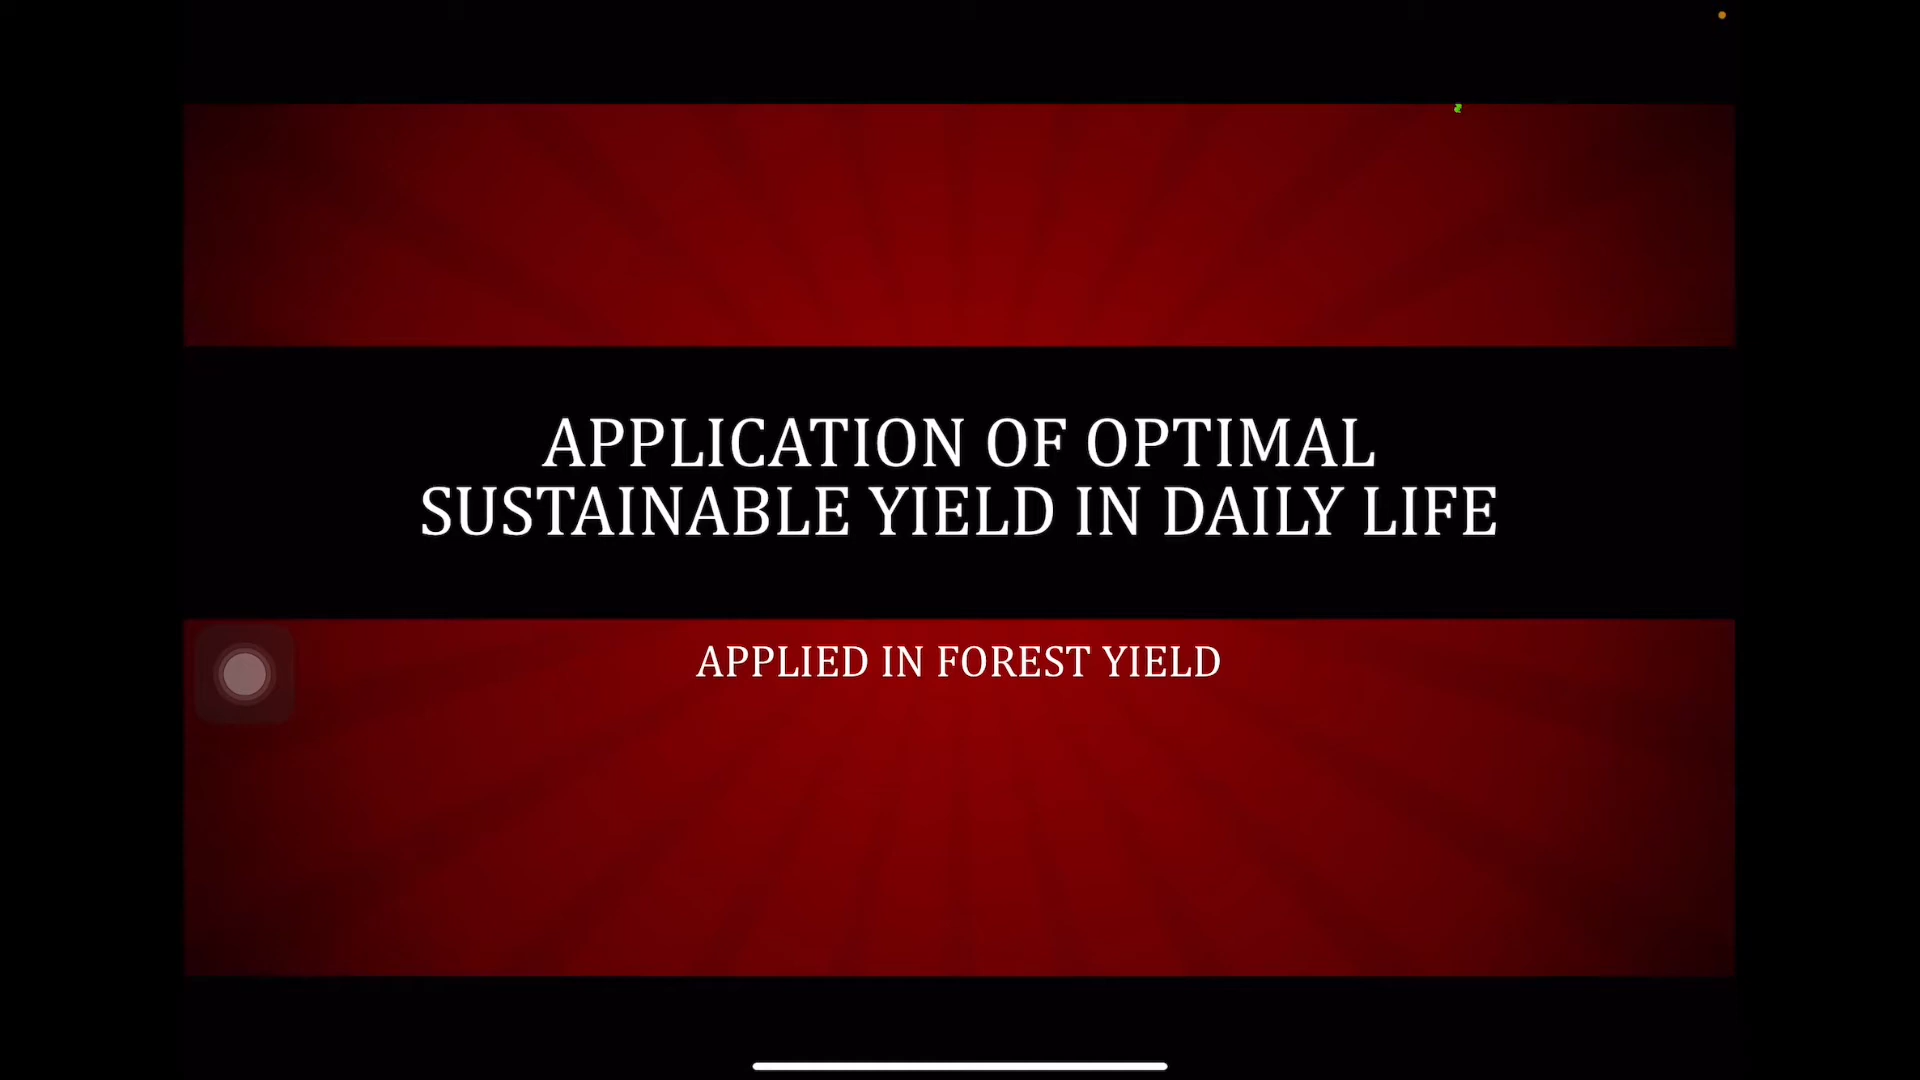 APPLICATION OF OPTIMAL
SUSTAINABLE YIELD IN DAILY LIFE
APPLIED IN FOREST YIELD